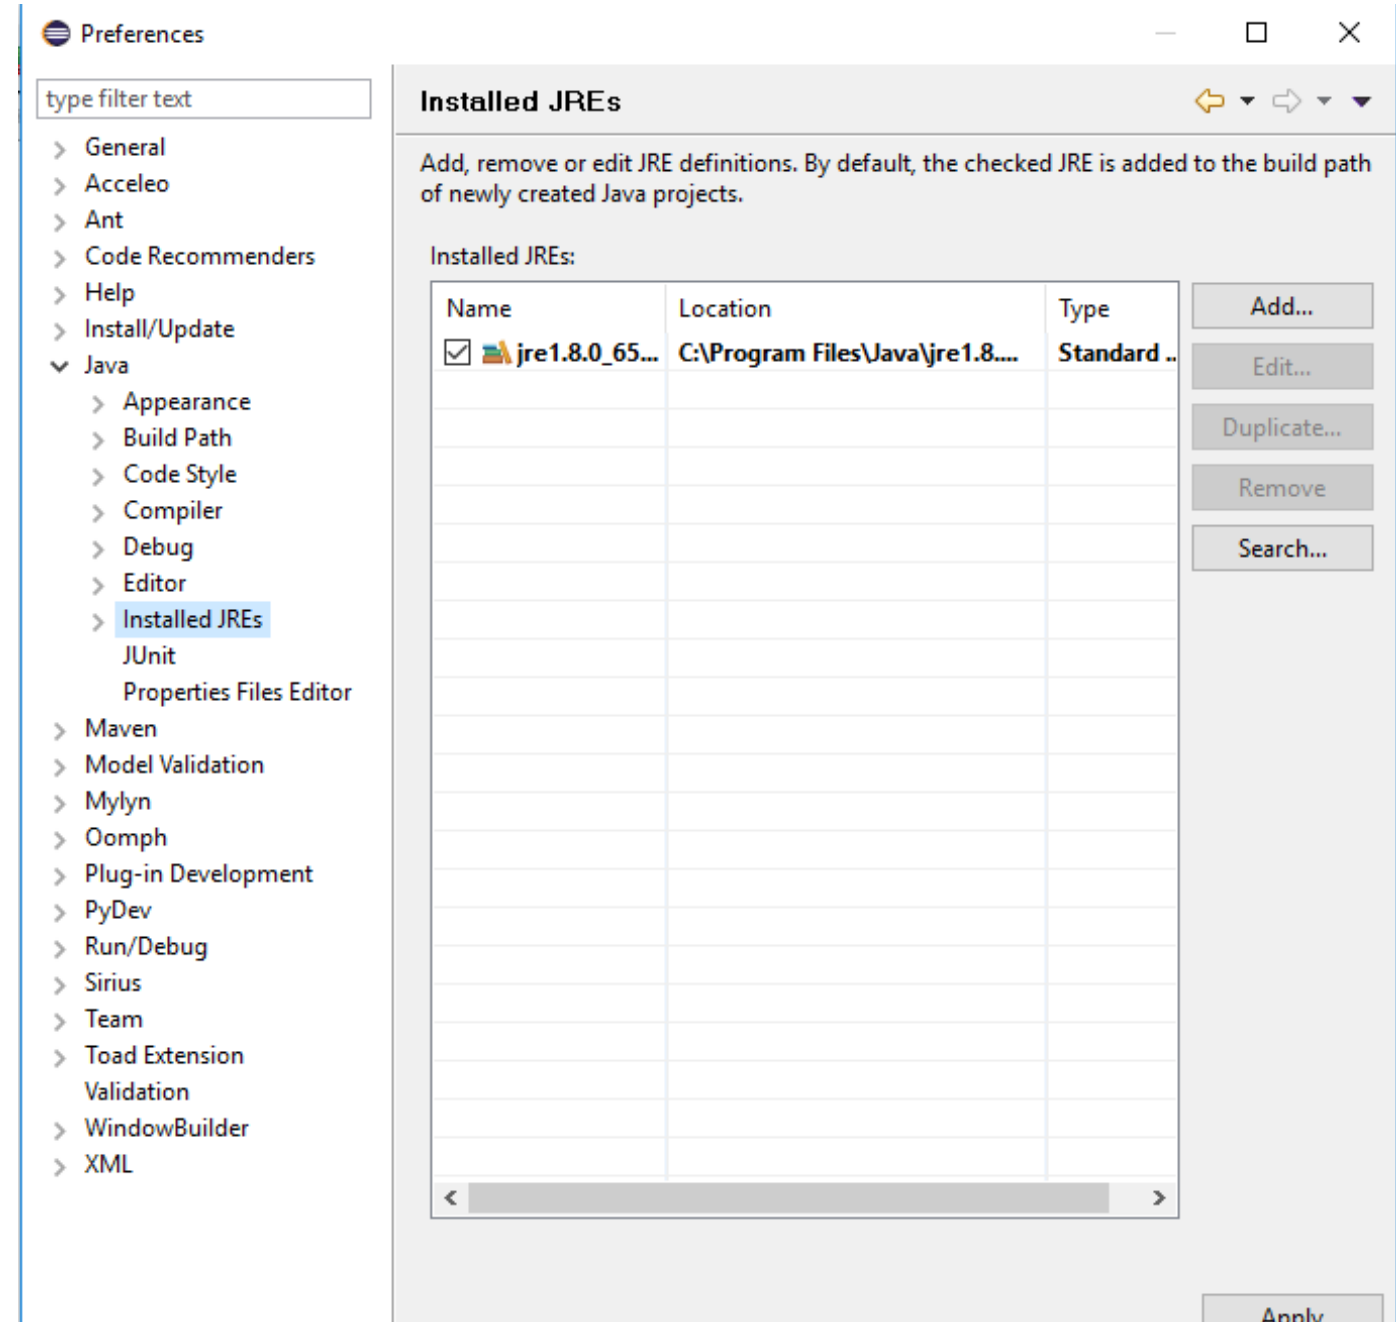 Preferences
type filter text
General
Acceleo
Ant
Code Recommenders
Help
Install/Update
Java
Appearance
Build Path
Code Style
Compiler
Debug
Editor
Installed JREs
JUnit
Properties Files Editor
Maven
Model Validation
Mylyn
Oomph
Plug-in Development
PyDev
Run/Debug
Sirius
Team
Toad Extension
Validation
WindowBuilder
XML
Installed JREs
Add, remove or edit JRE definitions. By default, the checked JRE is added to the build path
of newly created Java projects.
Installed JREs:
Name Location Type
jre1.8.0_65... C:\Program Files\Java\jre1.8.... Standard ..
Add...
Edit...
Duplicate...
Remove
Search...
Apply